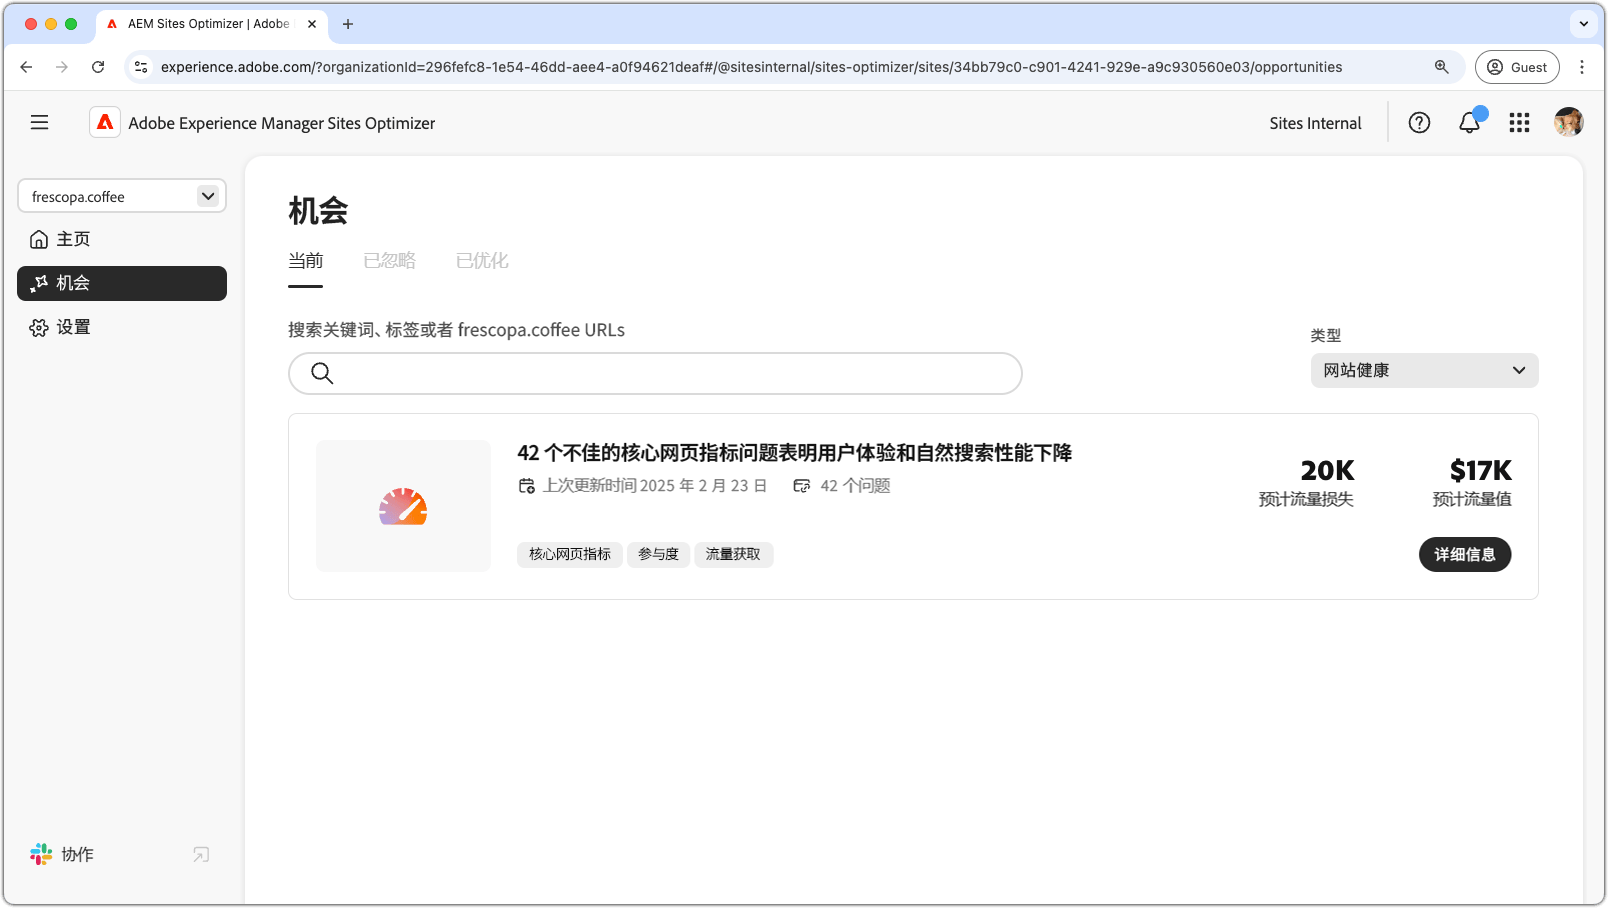 AEM Sites Optimizer | Adobe
experience.adobe.com/?organizationId=296fefc8-1e54-46dd-aee4-a0f94621deaf#/@sitesinternal/sites-optimizer/sites/34bb79c0-c901-4241-929e-a9c930560e03/opportunities
Guest
Adobe Experience Manager Sites Optimizer
Sites Internal
frescopa.coffee
主页
机会
设置
协作
机会
当前 已忽略 已优化
搜索关键词、标签或者 frescopa.coffee URLs
类型
网站健康
42 个不佳的核心网页指标问题表明用户体验和自然搜索性能下降
上次更新时间 2025 年 2 月 23 日 42 个问题
核心网页指标 参与度 流量获取
20K
预计流量损失
$17K
预计流量值
详细信息